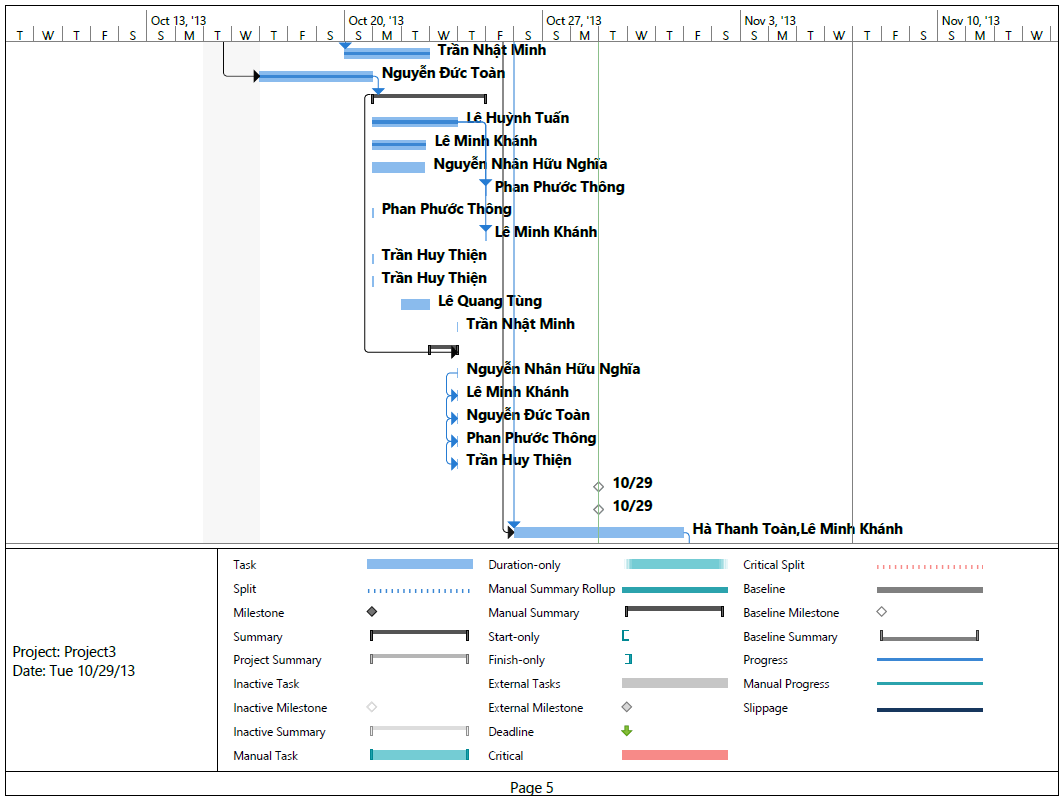 Oct 13, '13 Oct 20, '13 Oct 27, '13 Nov 3, '13 Nov 10, '13
T W T F S S M T W T F S S M T W T F S S M T W T F S S M T W T F S S M T W
Trần Nhật Minh
Nguyễn Đức Toàn
Lê Huỳnh Tuấn
Lê Minh Khánh
Nguyễn Nhân Hữu Nghĩa
Phan Phước Thông
Phan Phước Thông
Lê Minh Khánh
Trần Huy Thiện
Trần Huy Thiện
Lê Quang Tùng
Trần Nhật Minh
Nguyễn Nhân Hữu Nghĩa
Lê Minh Khánh
Nguyễn Đức Toàn
Phan Phước Thông
Trần Huy Thiện
10/29
10/29
Hà Thanh Toàn,Lê Minh Khánh
Project: Project3
Date: Tue 10/29/13
Task
Split
Milestone
Summary
Project Summary
Inactive Task
Inactive Milestone
Inactive Summary
Manual Task
Duration-only
Manual Summary Rollup
Manual Summary
Start-only
Finish-only
External Tasks
External Milestone
Deadline
Critical
Critical Split
Baseline
Baseline Milestone
Baseline Summary
Progress
Manual Progress
Slippage
Page 5